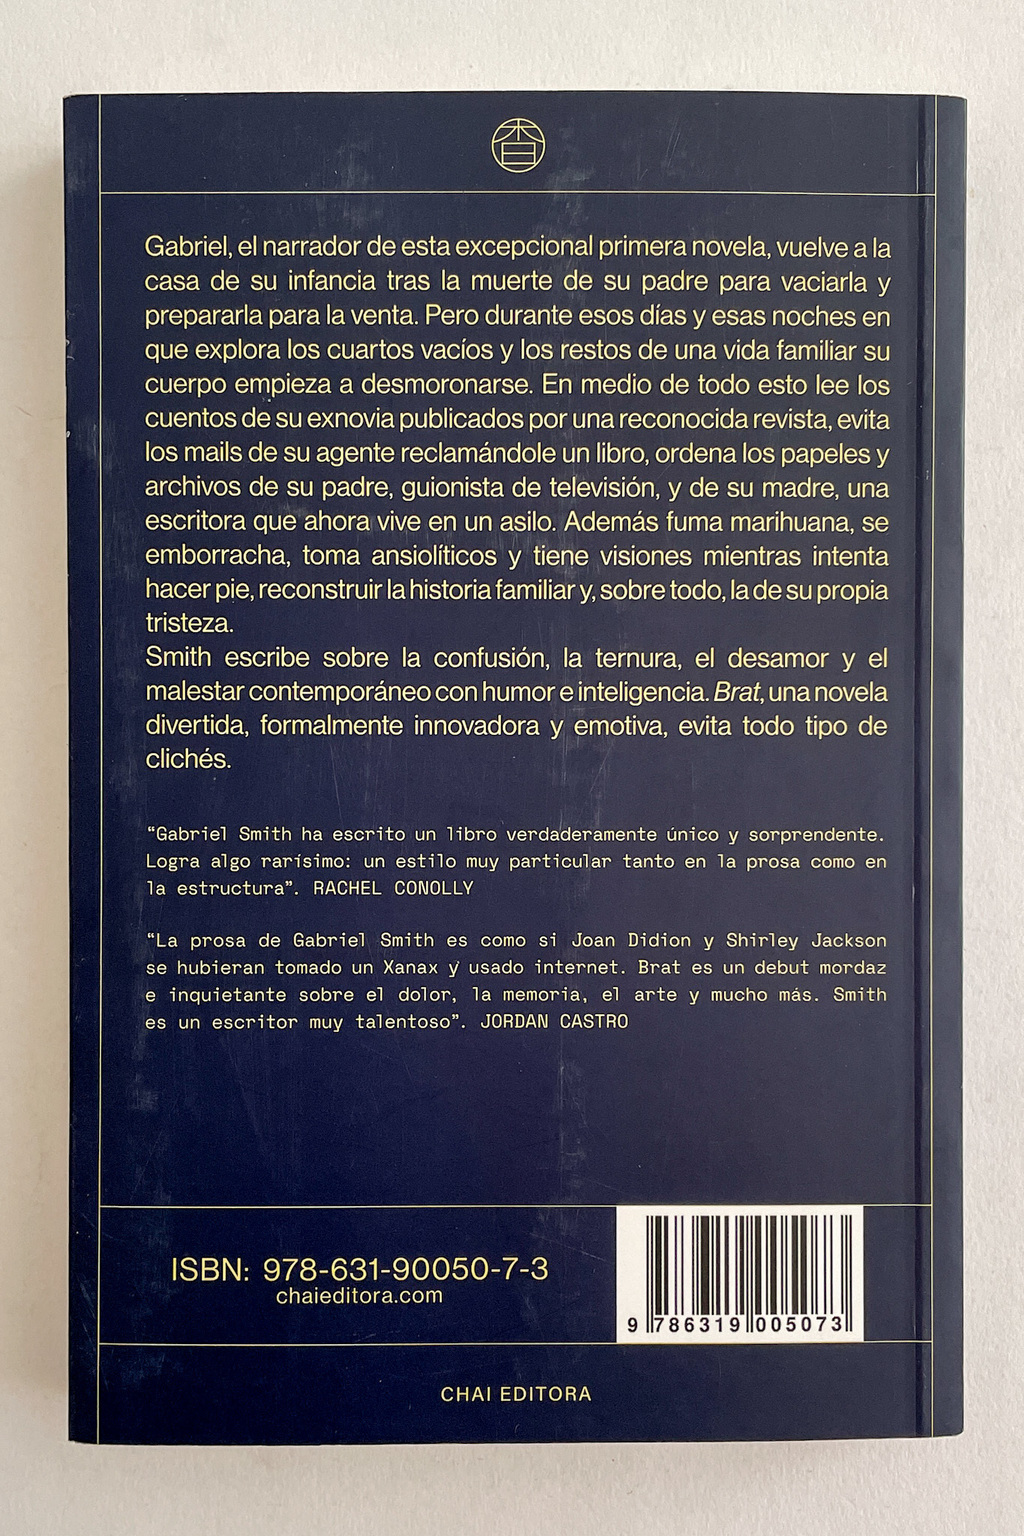 Gabriel, el narrador de esta excepcional primera novela, vuelve a la
casa de su infancia tras la muerte de su padre para vaciarla y
prepararla para la venta. Pero durante esos días y esas noches en
que explora los cuartos vacíos y los restos de una vida familiar su
cuerpo empieza a desmoronarse. En medio de todo esto lee los
cuentos de su exnovia publicados por una reconocida revista, evita
los mails de su agente reclamándole un libro, ordena los papeles y
archivos de su padre, guionista de televisión, y de su madre, una
escritora que ahora vive en un asilo. Además fuma marihuana, se
emborracha, toma ansiolíticos y tiene visiones mientras intenta
hacer pie, reconstruir la historia familiar y, sobre todo, la de su propia
tristeza.
Smith escribe sobre la confusión, la ternura, el desamor y el
malestar contemporáneo con humor e inteligencia. Brat, una novela
divertida, formalmente innovadora y emotiva, evita todo tipo de
clichés.
“Gabriel Smith ha escrito un libro verdaderamente único y sorprendente.
Logra algo rarísimo: un estilo muy particular tanto en la prosa como en
la estructura”. RACHEL CONOLLY
“La prosa de Gabriel Smith es como si Joan Didion y Shirley Jackson
se hubieran tomado un Xanax y usado internet. Brat es un debut mordaz
e inquietante sobre el dolor, la memoria, el arte y mucho más. Smith
es un escritor muy talentoso”. JORDAN CASTRO
ISBN: 978-631-90050-7-3
chaieditora.com
9 786319 005073
CHAI EDITORA